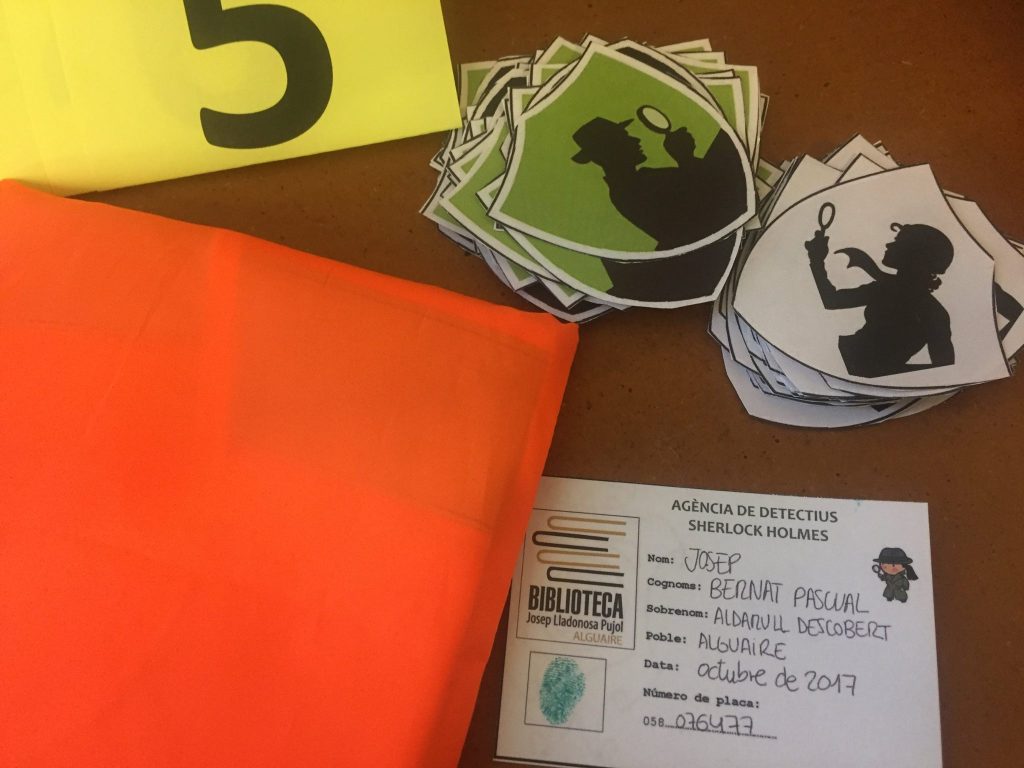 5
AGÈNCIA DE DETECTIUS
SHERLOCK HOLMES
BIBLIOTECA
Josep Lladonosa Pujol
ALGUAIRE
Nom: JOSEP
Cognoms: BERNAT PASCUAL
Sobrenom: ALDARULL DESCOBERT
Poble: ALGUAIRE
Data: octubre de 2017
Número de placa:
058 076477